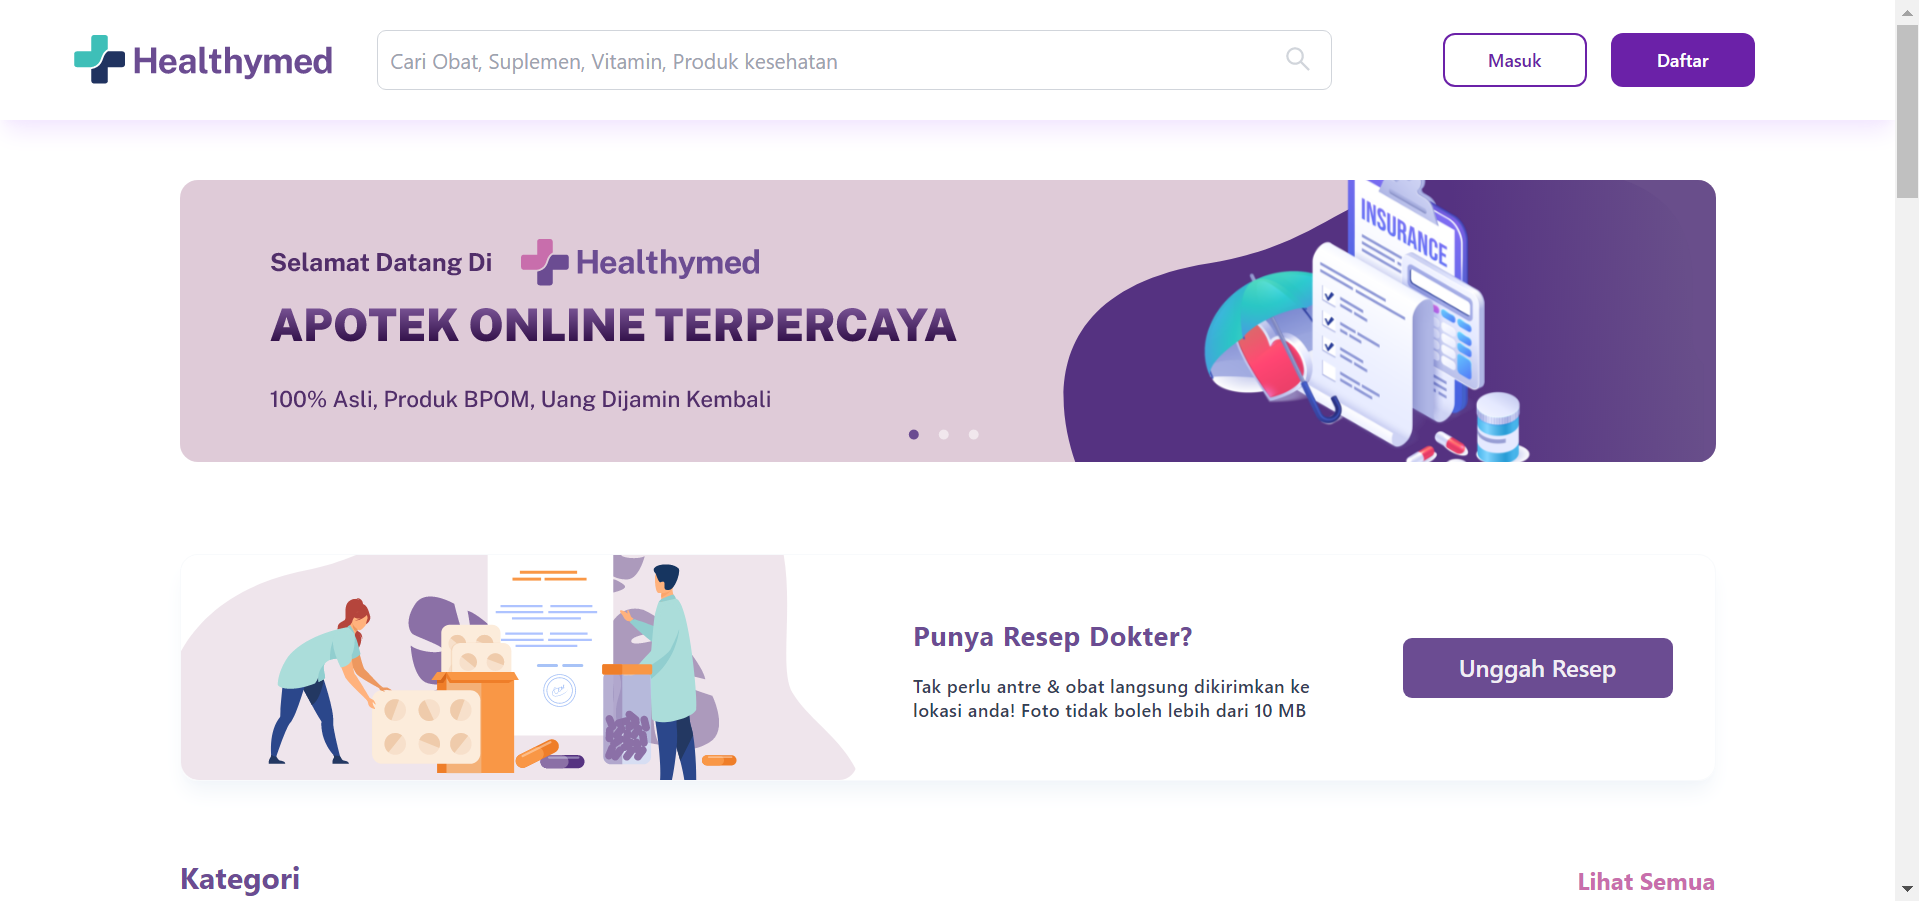 Healthymed
Cari Obat, Suplemen, Vitamin, Produk kesehatan
Masuk
Daftar
Selamat Datang Di Healthymed
APOTEK ONLINE TERPERCAYA
100% Asli, Produk BPOM, Uang Dijamin Kembali
INSURANCE
Punya Resep Dokter?
Tak perlu antre & obat langsung dikirimkan ke
lokasi anda! Foto tidak boleh lebih dari 10 MB
Unggah Resep
Kategori
Lihat Semua